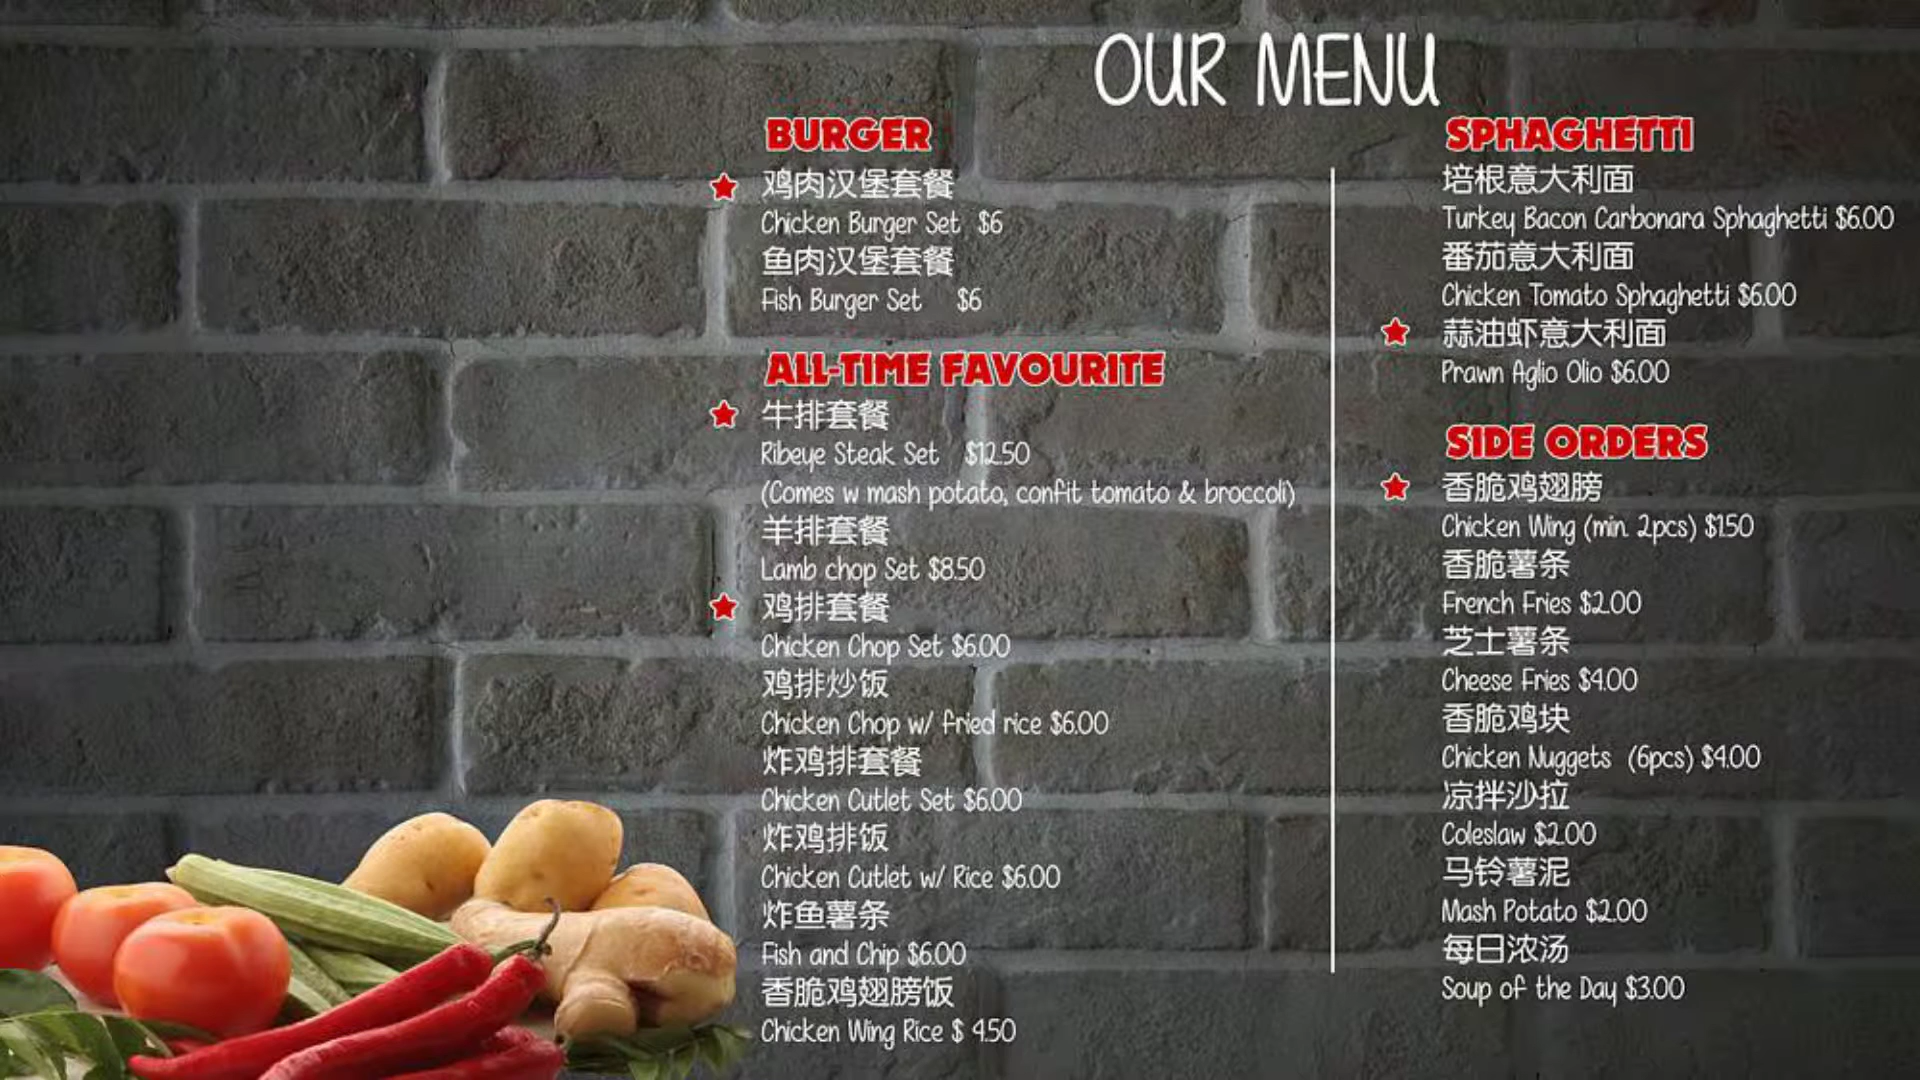 OUR MENU
BURGER
鸡肉汉堡套餐
Chicken Burger Set $6
鱼肉汉堡套餐
Fish Burger Set $6
ALL-TIME FAVOURITE
牛排套餐
Ribeye Steak Set $12.50
(Comes w mash potato, confit tomato & broccoli)
羊排套餐
Lamb chop Set $8.50
鸡排套餐
Chicken Chop Set $6.00
鸡排炒饭
Chicken Chop w/ fried rice $6.00
炸鸡排套餐
Chicken Cutlet Set $6.00
炸鸡排饭
Chicken Cutlet w/ Rice $6.00
炸鱼薯条
Fish and Chip $6.00
香脆鸡翅膀饭
Chicken Wing Rice $ 4.50
SPHAGHETTI
培根意大利面
Turkey Bacon Carbonara Sphaghetti $6.00
番茄意大利面
Chicken Tomato Sphaghetti $6.00
蒜油虾意大利面
Prawn Aglio Olio $6.00
SIDE ORDERS
香脆鸡翅膀
Chicken Wing (min. 2pcs) $1.50
香脆薯条
French Fries $2.00
芝士薯条
Cheese Fries $4.00
香脆鸡块
Chicken Nuggets (6pcs) $4.00
凉拌沙拉
Coleslaw $2.00
马铃薯泥
Mash Potato $2.00
每日浓汤
Soup of the Day $3.00